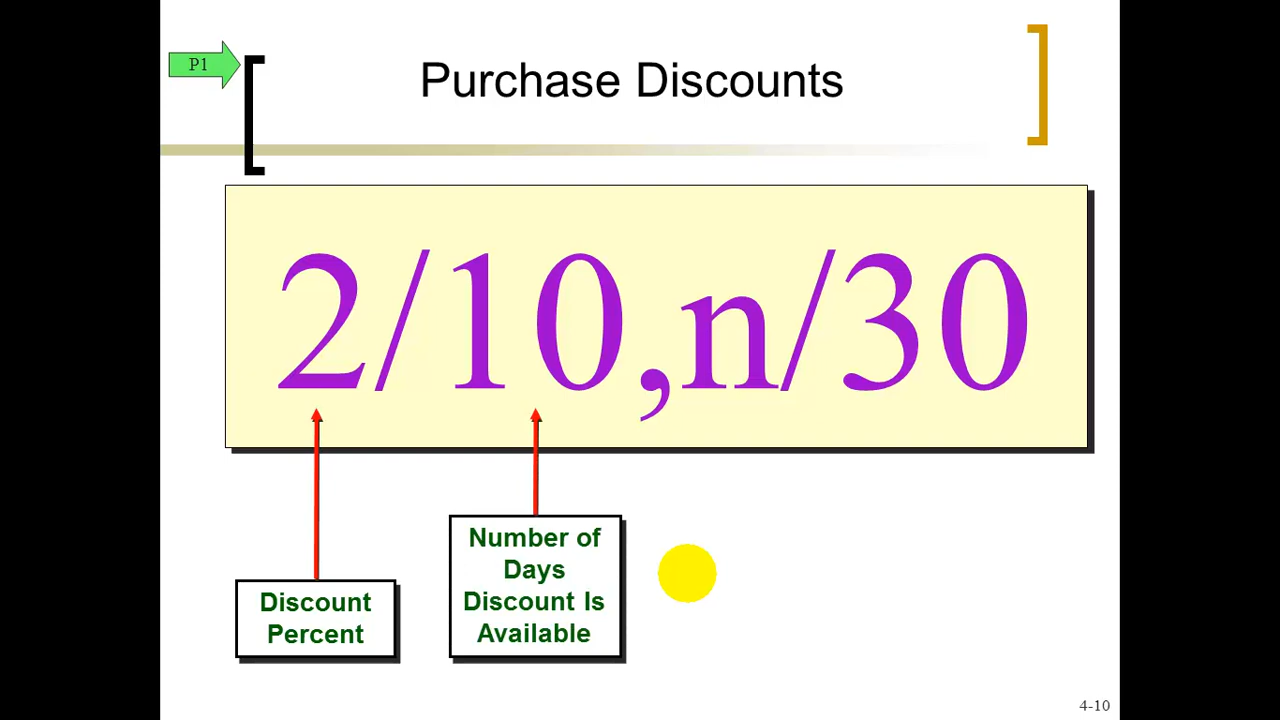 P1
Purchase Discounts
2/10,n/30
Discount
Percent
Number of
Days
Discount Is
Available
4-10